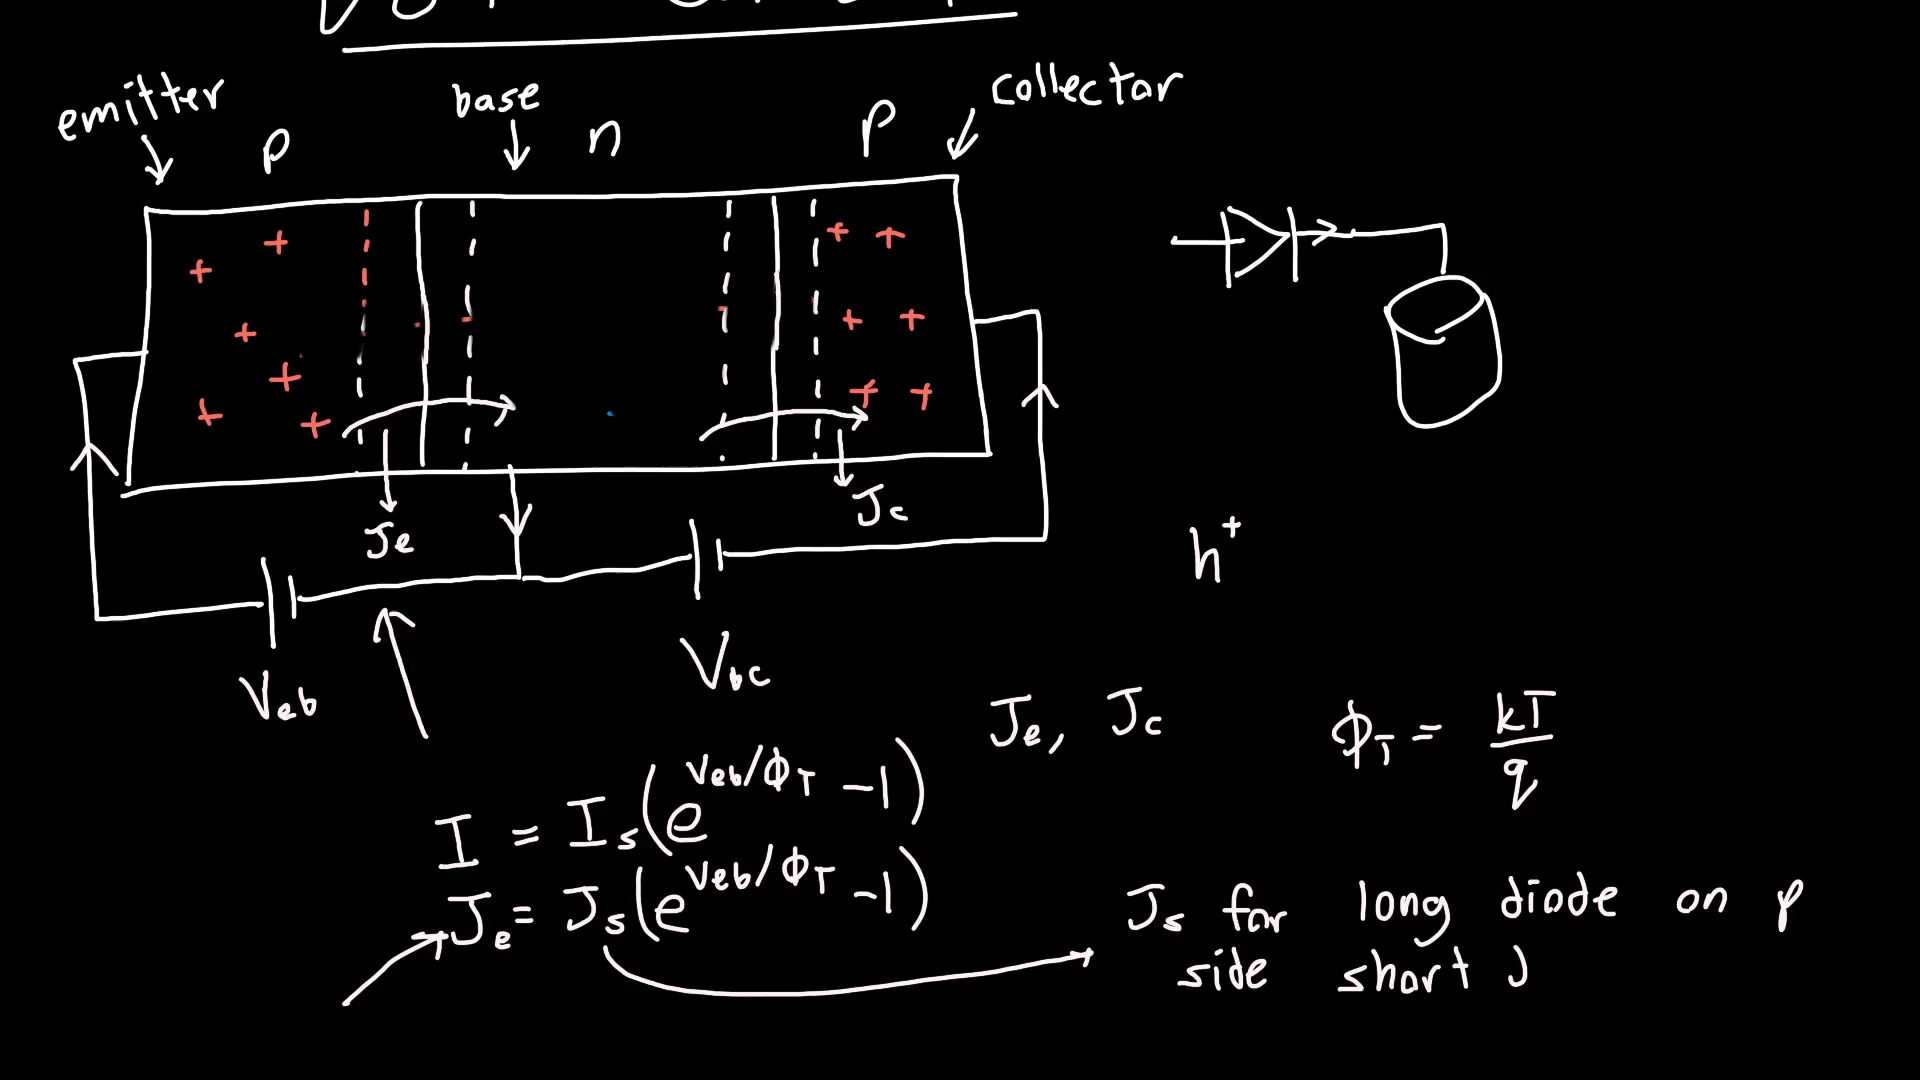 emitter
base
collector
p
n
p
+ + + + + +
+ + + + + +
Je
Jc
h⁺
Veb
Vbc
Je, Jc
ϕT = kT/q
I = Is(e^(Veb/ϕT) -1)
Je = Js(e^(Veb/ϕT) -1)
Js for long diode on p
side short